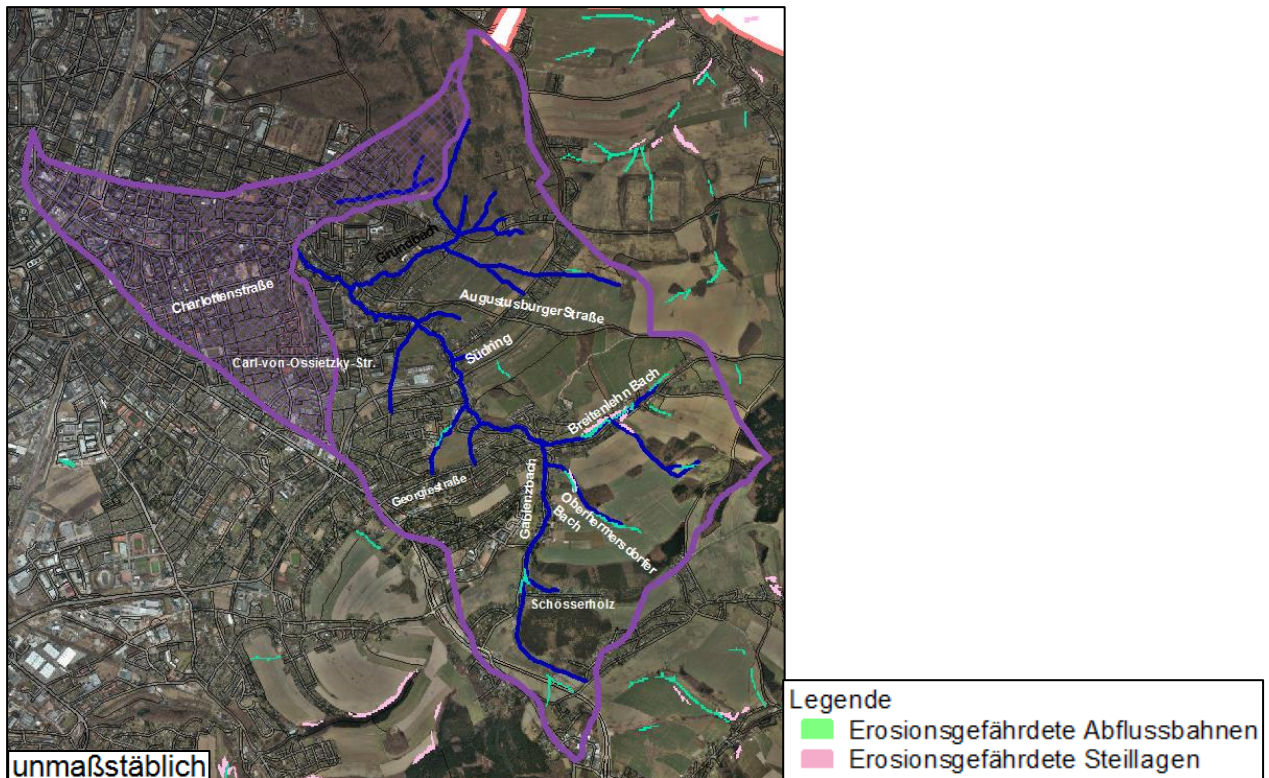 Grundbach
Charlottenstraße
Augustusburger Straße
Carl-von-Ossietzky-Str.
Südring
Breitenlehn Bach
Georgistraße
Gablenzbach
Oberhermersdorfer
Bach
Schösserholz
unmaßstäblich
Legende
Erosionsgefährdete Abflussbahnen
Erosionsgefährdete Steillagen